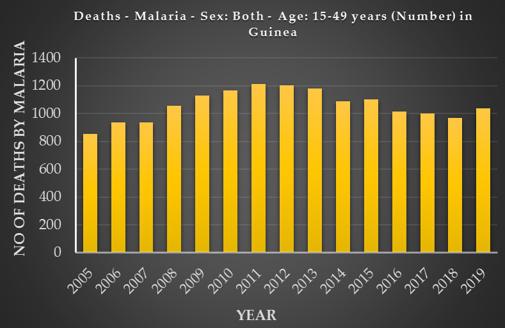 Deaths - Malaria - Sex: Both - Age: 15-49 years (Number) in
Guinea
NO OF DEATHS BY MALARIA
1400
1200
1000
800
600
400
200
0
2005 2006 2007 2008 2009 2010 2011 2012 2013 2014 2015 2016 2017 2018 2019
YEAR